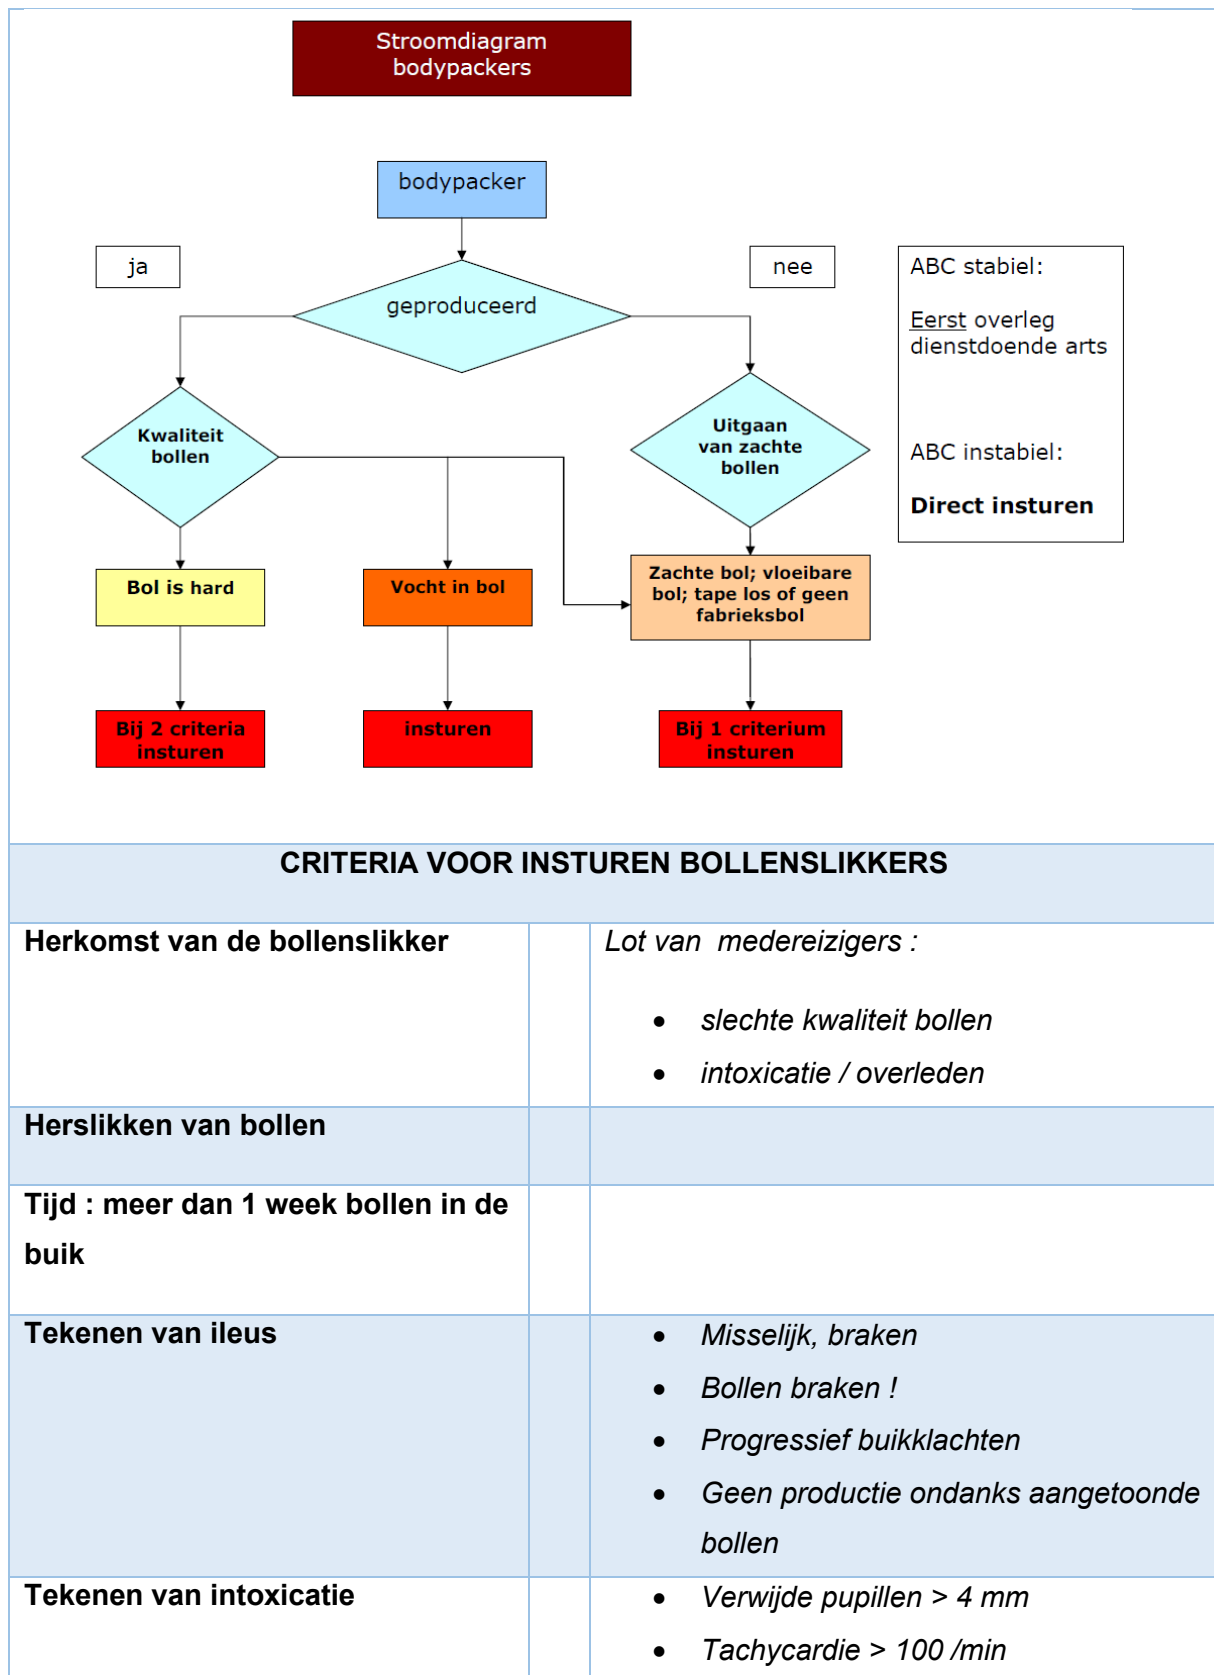 Stroomdiagram
bodypackers
bodypacker
ja
nee
geproduceerd
ABC stabiel:
Eerst overleg
dienstdoende arts
ABC instabiel:
Direct insturen
Kwaliteit
bollen
Uitgaan
van zachte
bollen
Bol is hard
Vocht in bol
Zachte bol; vloeibare
bol; tape los of geen
fabrieksbol
Bij 2 criteria
insturen
insturen
Bij 1 criterium
insturen
CRITERIA VOOR INSTUREN BOLLENSLIKKERS
Herkomst van de bollenslikker
Lot van medereizigers :
• slechte kwaliteit bollen
• intoxicatie / overleden
Herslikken van bollen
Tijd : meer dan 1 week bollen in de
buik
Tekenen van ileus
• Misselijk, braken
• Bollen braken !
• Progressief buikklachten
• Geen productie ondanks aangetoonde
bollen
Tekenen van intoxicatie
• Verwijde pupillen > 4 mm
• Tachycardie > 100 /min